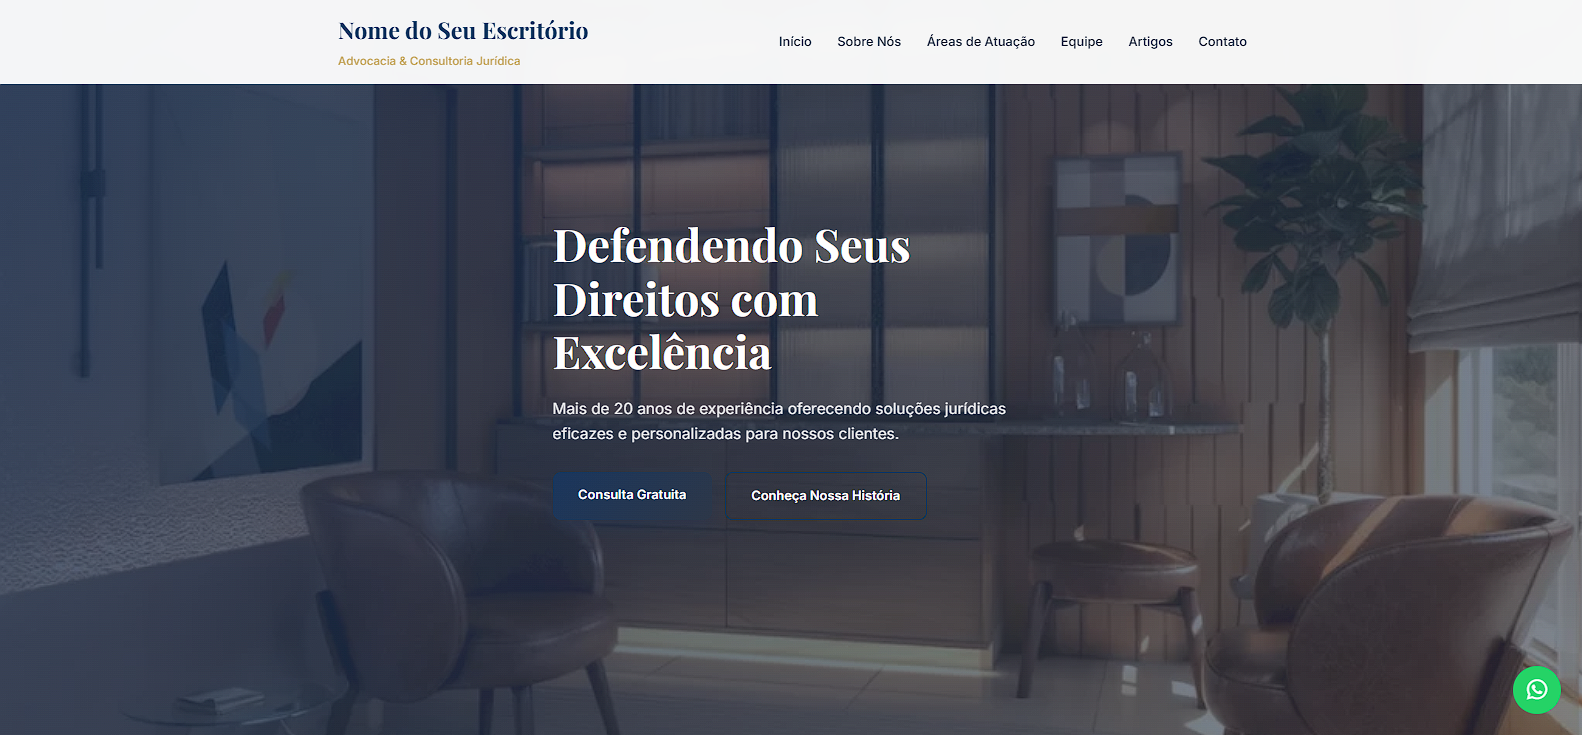 Nome do Seu Escritório
Advocacia & Consultoria Jurídica
Início Sobre Nós Áreas de Atuação Equipe Artigos Contato
Defendendo Seus
Direitos com
Excelência
Mais de 20 anos de experiência oferecendo soluções jurídicas
eficazes e personalizadas para nossos clientes.
Consulta Gratuita Conheça Nossa História